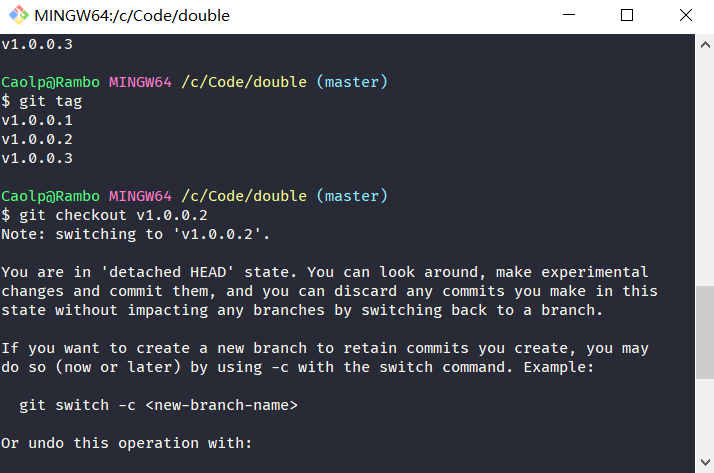 MINGW64:/c/Code/double
v1.0.0.3
Caolp@Rambo MINGW64 /c/Code/double (master)
$ git tag
v1.0.0.1
v1.0.0.2
v1.0.0.3
Caolp@Rambo MINGW64 /c/Code/double (master)
$ git checkout v1.0.0.2
Note: switching to 'v1.0.0.2'.
You are in 'detached HEAD' state. You can look around, make experimental
changes and commit them, and you can discard any commits you make in this
state without impacting any branches by switching back to a branch.
If you want to create a new branch to retain commits you create, you may
do so (now or later) by using -c with the switch command. Example:
  git switch -c <new-branch-name>
Or undo this operation with: